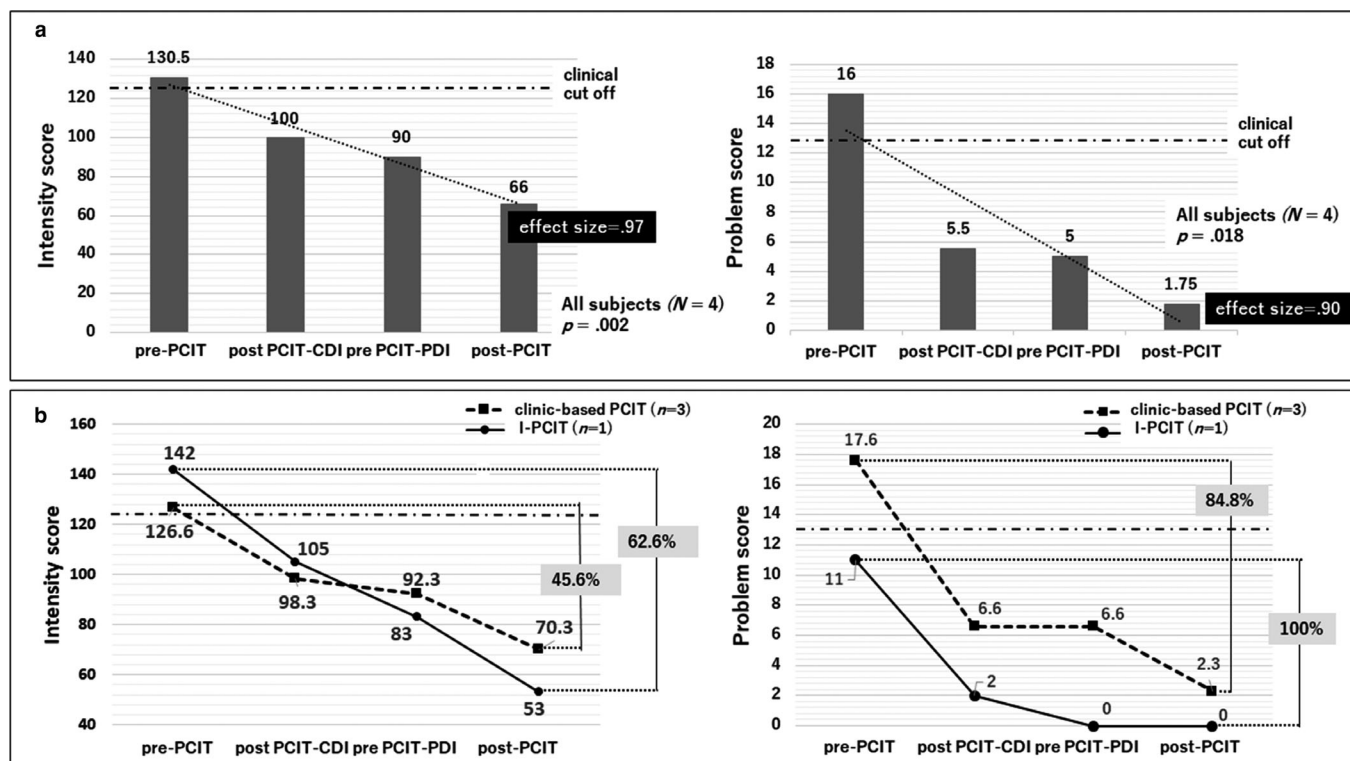 a
140
120
100
80
60
40
20
0
Intensity score
130.5
100
90
66
clinical
cut off
effect size=.97
All subjects (N = 4)
p = .002
pre-PCIT
post PCIT-CDI
pre PCIT-PDI
post-PCIT
18
16
14
12
10
8
6
4
2
0
Problem score
16
5.5
5
1.75
clinical
cut off
All subjects (N = 4)
p = .018
effect size=.90
pre-PCIT
post PCIT-CDI
pre PCIT-PDI
post-PCIT
b
160
140
120
100
80
60
40
Intensity score
clinic-based PCIT (n=3)
I-PCIT (n=1)
142
126.6
105
98.3
92.3
83
70.3
53
62.6%
45.6%
pre-PCIT
post PCIT-CDI
pre PCIT-PDI
post-PCIT
20
18
16
14
12
10
8
6
4
2
0
Problem score
clinic-based PCIT (n=3)
I-PCIT (n=1)
17.6
11
6.6
2
6.6
0
2.3
0
84.8%
100%
pre-PCIT
post PCIT-CDI
pre PCIT-PDI
post-PCIT